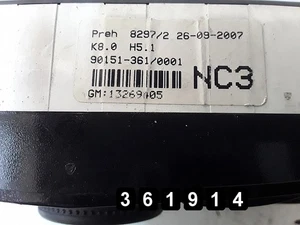 Preh 8297/2 26-09-2007
K8.0 H5.1
90151-361/0001
NC3
GM:13269405
361914